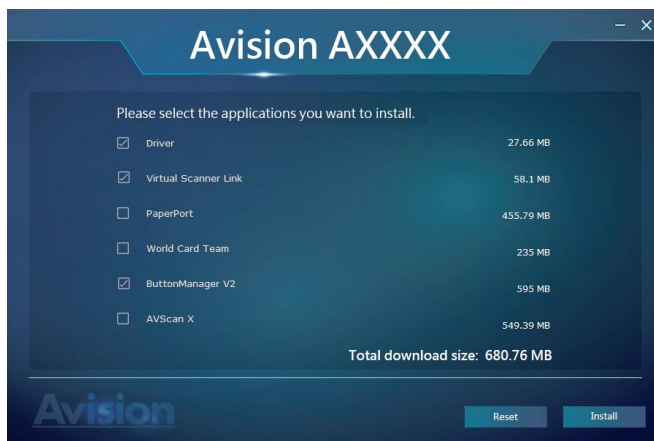 Avision AXXXX
Please select the applications you want to install.
Driver 27.66 MB
Virtual Scanner Link 58.1 MB
PaperPort 455.79 MB
World Card Team 235 MB
ButtonManager V2 595 MB
AVScan X 549.39 MB
Total download size: 680.76 MB
Avision
Reset Install